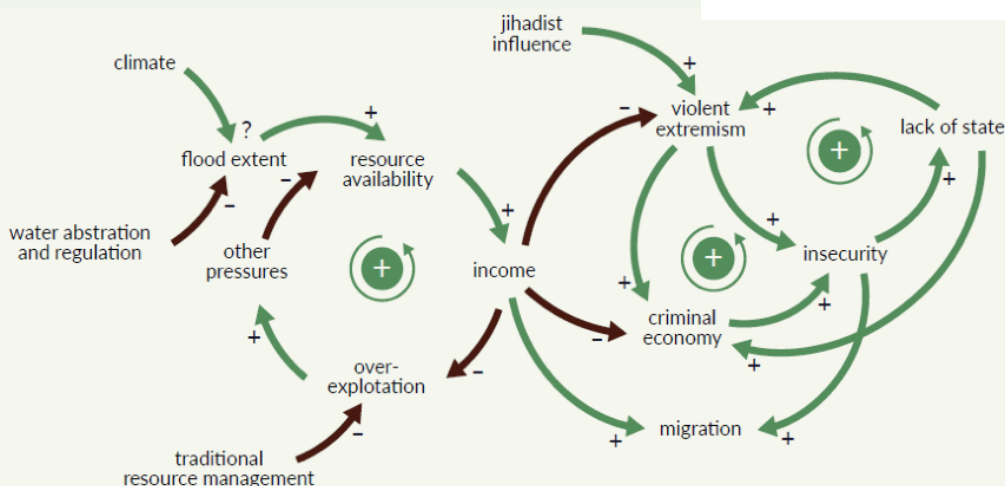 jihadist
influence
+
climate
violent
extremism
+
lack of state
?
+
–
flood extent
–
resource
availability
+
+
–
+
water abstration
and regulation
other
pressures
+
income
+
+
insecurity
+
+
criminal
economy
+
–
+
+
over-
explotation
–
–
migration
+
+
traditional
resource management